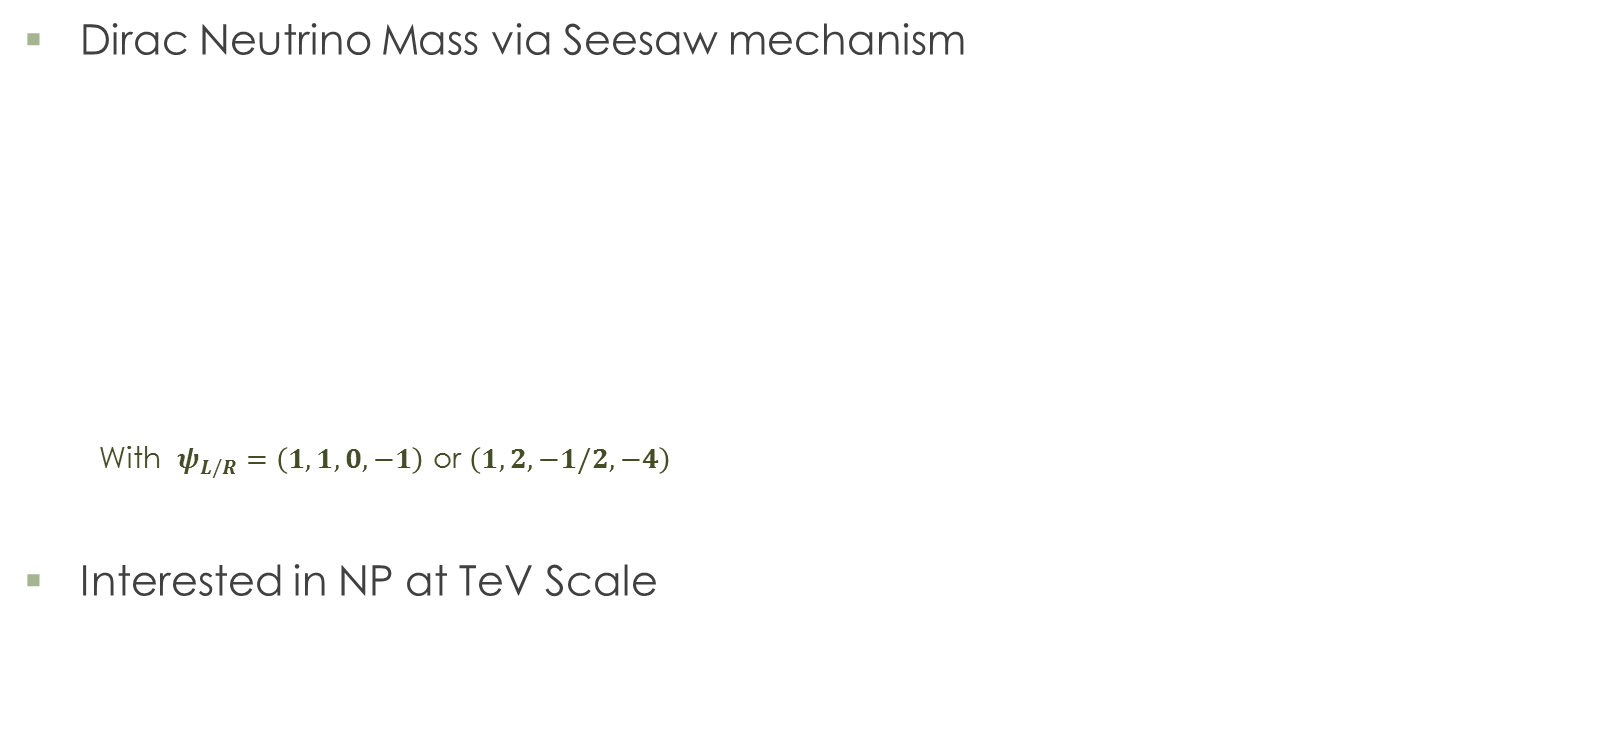 ▪ Dirac Neutrino Mass via Seesaw mechanism
With ψ_{L/R} = (1, 1, 0, −1) or (1, 2, −1/2, −4)
▪ Interested in NP at TeV Scale